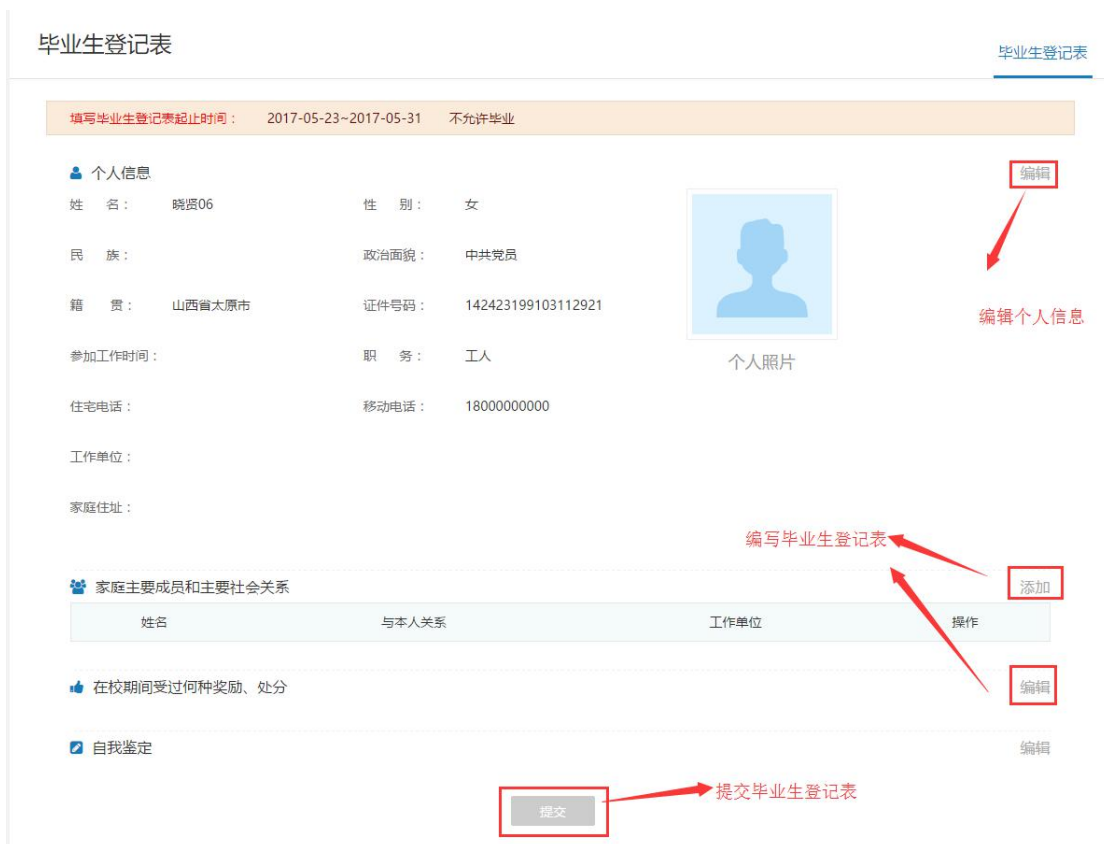 毕业生登记表
毕业生登记表
填写毕业生登记表起止时间： 2017-05-23~2017-05-31 不允许毕业
个人信息 编辑
姓 名： 晓贤06 性 别： 女
民 族： 政治面貌： 中共党员
籍 贯： 山西省太原市 证件号码： 142423199103112921
编辑个人信息
参加工作时间： 职 务： 工人
个人照片
住宅电话： 移动电话： 18000000000
工作单位：
家庭住址：
编写毕业生登记表
家庭主要成员和主要社会关系 添加
姓名 与本人关系 工作单位 操作
在校期间受过何种奖励、处分 编辑
自我鉴定 编辑
提交毕业生登记表
提交